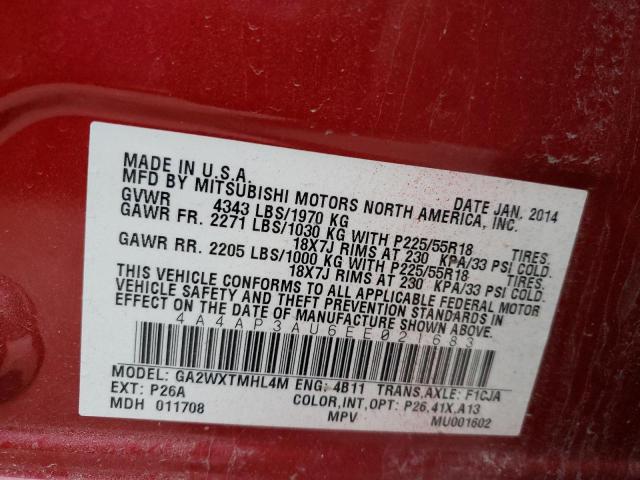 MADE IN U.S.A. DATE JAN. 2014
MFD BY MITSUBISHI MOTORS NORTH AMERICA, INC.
GVWR 4343 LBS/1970 KG
GAWR FR. 2271 LBS/1030 KG WITH P225/55R18 TIRES,
18X7J RIMS AT 230 KPA/33 PSI COLD.
GAWR RR. 2205 LBS/1000 KG WITH P225/55R18 TIRES,
18X7J RIMS AT 230 KPA/33 PSI COLD.
THIS VEHICLE CONFORMS TO ALL APPLICABLE FEDERAL MOTOR
VEHICLE SAFETY AND THEFT PREVENTION STANDARDS IN
EFFECT ON THE DATE OF MANUFACTURE SHOWN ABOVE.
4A4AP3AU6EE021683
MODEL: GA2WXTMHL4M ENG: 4B11 TRANS,AXLE: F1CJA
EXT: P26A COLOR,INT,OPT: P26,41X,A13
MDH 011708 MPV MU001602